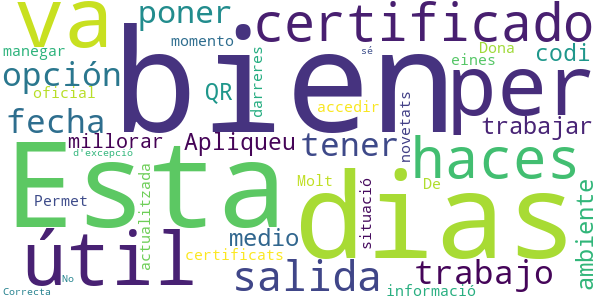 va
poner
certificado
manegar
momento
sé
Dona
codi
bien
per
opción
oficial
QR
darreres
accedir
eines
novetats
fecha
millorar
Apliqueu
tener
trabajar
Esta
haces
dias
actualitzada
d'excepció
Permet
Molt
situació
De
ambiente
útil
medio
certificats
salida
trabajo
informació
No
Correcta